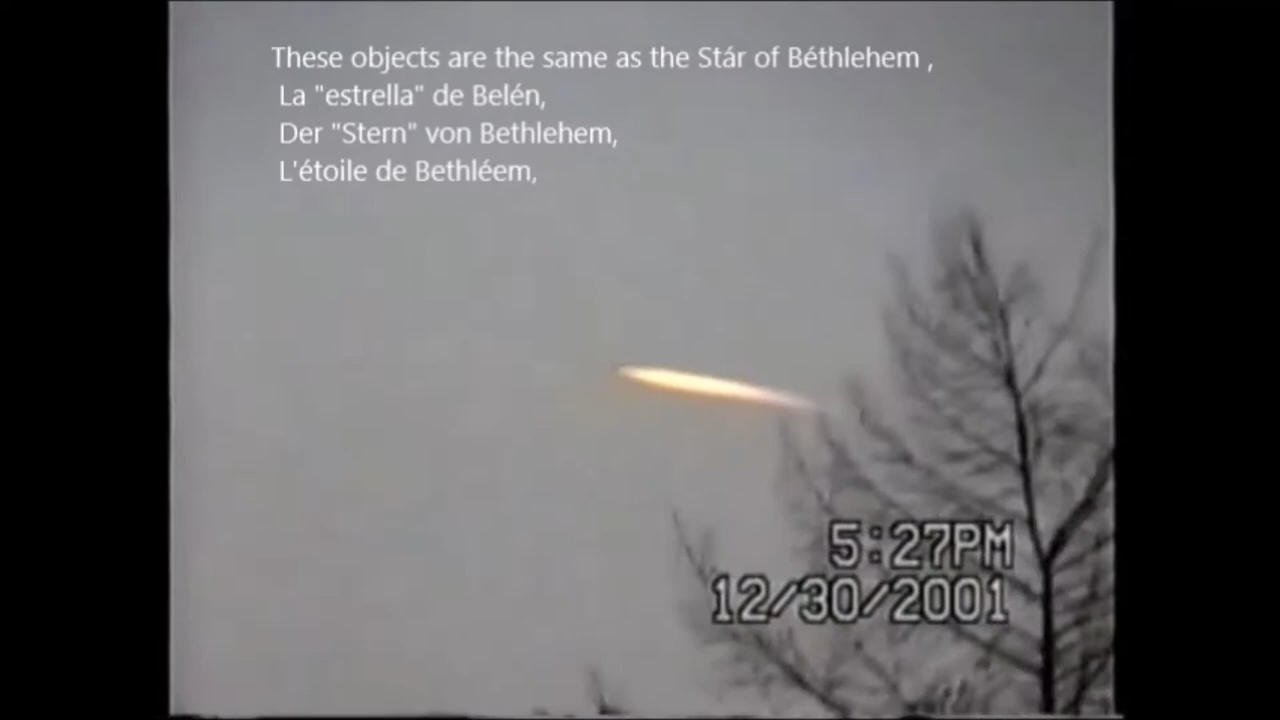 These objects are the same as the Stár of Béthlehem ,
La "estrella" de Belén,
Der "Stern" von Bethlehem,
L'étoile de Bethléem,
5:27PM
12/30/2001